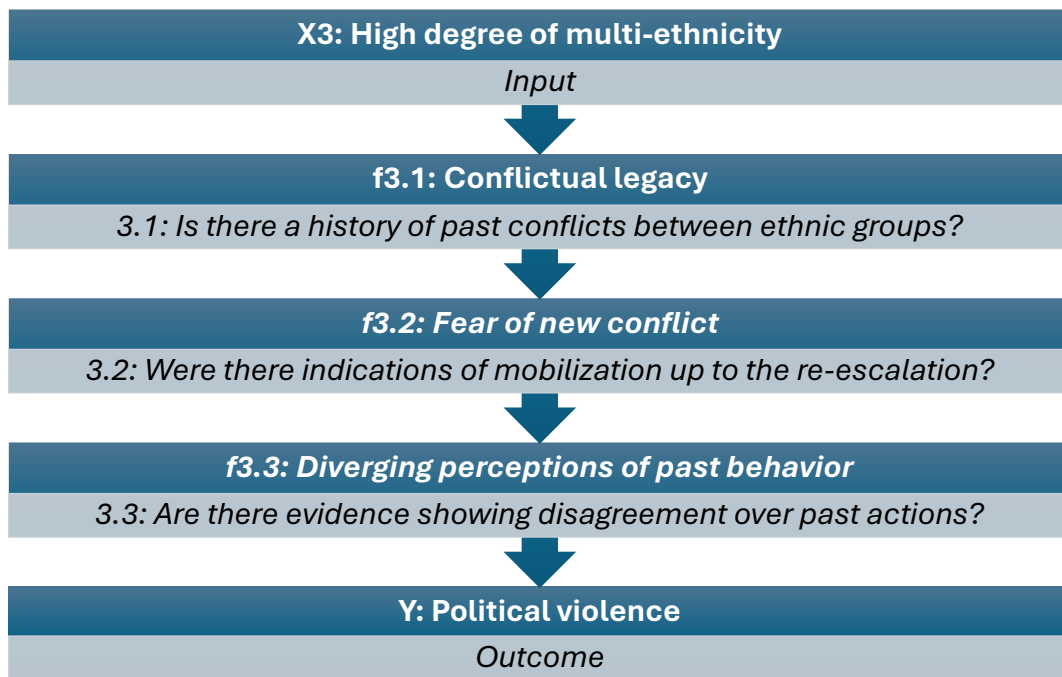 X3: High degree of multi-ethnicity
Input
f3.1: Conflictual legacy
3.1: Is there a history of past conflicts between ethnic groups?
f3.2: Fear of new conflict
3.2: Were there indications of mobilization up to the re-escalation?
f3.3: Diverging perceptions of past behavior
3.3: Are there evidence showing disagreement over past actions?
Y: Political violence
Outcome